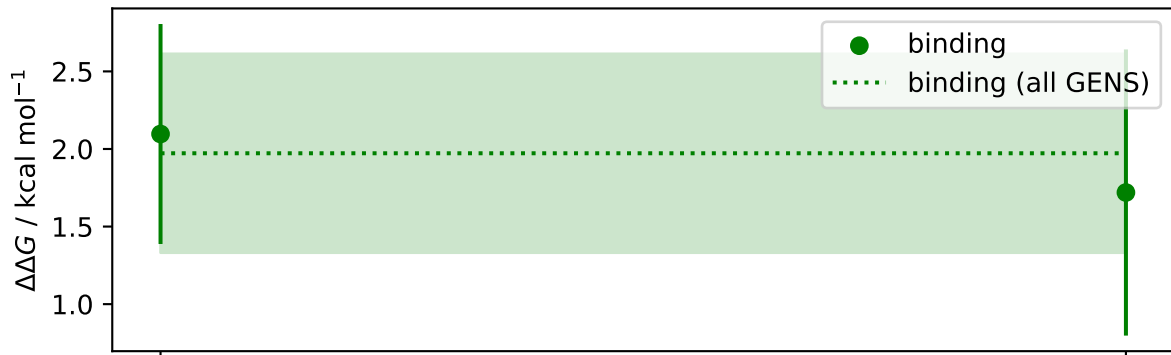 binding
binding (all GENS)
ΔΔG / kcal mol⁻¹
2.5
2.0
1.5
1.0